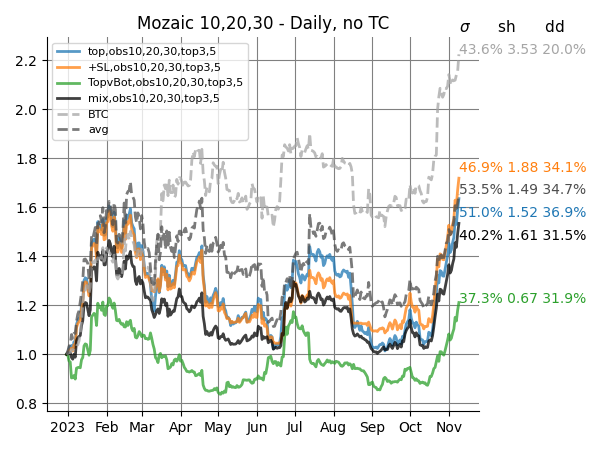 Mozaic 10,20,30 - Daily, no TC
σ sh dd
top,obs10,20,30,top3,5
+SL,obs10,20,30,top3,5
TopvBot,obs10,20,30,top3,5
mix,obs10,20,30,top3,5
BTC
avg
43.6% 3.53 20.0%
46.9% 1.88 34.1%
53.5% 1.49 34.7%
51.0% 1.52 36.9%
40.2% 1.61 31.5%
37.3% 0.67 31.9%
2.2
2.0
1.8
1.6
1.4
1.2
1.0
0.8
2023 Feb Mar Apr May Jun Jul Aug Sep Oct Nov